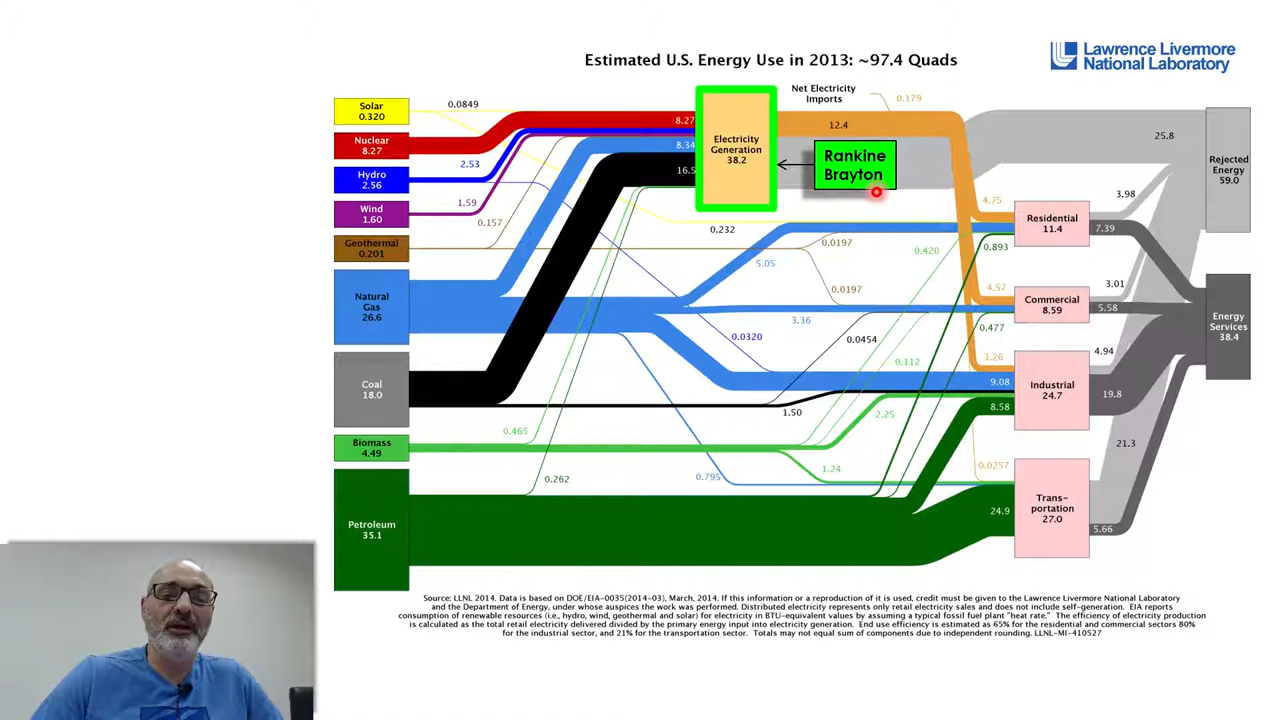 Estimated U.S. Energy Use in 2013: ~97.4 Quads
Lawrence Livermore
National Laboratory
Net Electricity
Imports
0.179
Solar
0.320
0.0849
8.27
12.4
25.8
Nuclear
8.27
Electricity
Generation
38.2
8.34
16.5
Rankine
Brayton
Rejected
Energy
59.0
2.53
Hydro
2.56
1.59
Wind
1.60
0.157
0.232
4.75
3.98
Residential
11.4
7.39
Geothermal
0.201
0.0197
0.420
0.893
5.05
Natural
Gas
26.6
0.0197
4.57
3.01
Commercial
8.59
5.58
3.36
0.0320
0.0454
0.477
Energy
Services
38.4
0.112
3.26
4.94
Coal
18.0
9.08
Industrial
24.7
19.8
1.50
8.58
2.25
0.465
Biomass
4.49
21.3
1.24
0.0257
0.262
0.795
Petroleum
35.1
24.9
Trans-
portation
27.0
5.66
Source: LLNL 2014. Data is based on DOE/EIA-0035(2014-03), March, 2014. If this information or a reproduction of it is used, credit must be given to the Lawrence Livermore National Laboratory
and the Department of Energy, under whose auspices the work was performed. Distributed electricity represents only retail electricity sales and does not include self-generation. EIA reports
consumption of renewable resources (i.e., hydro, wind, geothermal and solar) for electricity in BTU-equivalent values by assuming a typical fossil fuel plant "heat rate." The efficiency of electricity production
is calculated as the total retail electricity delivered divided by the primary energy input into electricity generation. End use efficiency is estimated as 65% for the residential and commercial sectors 80%
for the industrial sector, and 21% for the transportation sector. Totals may not equal sum of components due to independent rounding. LLNL-MI-410527